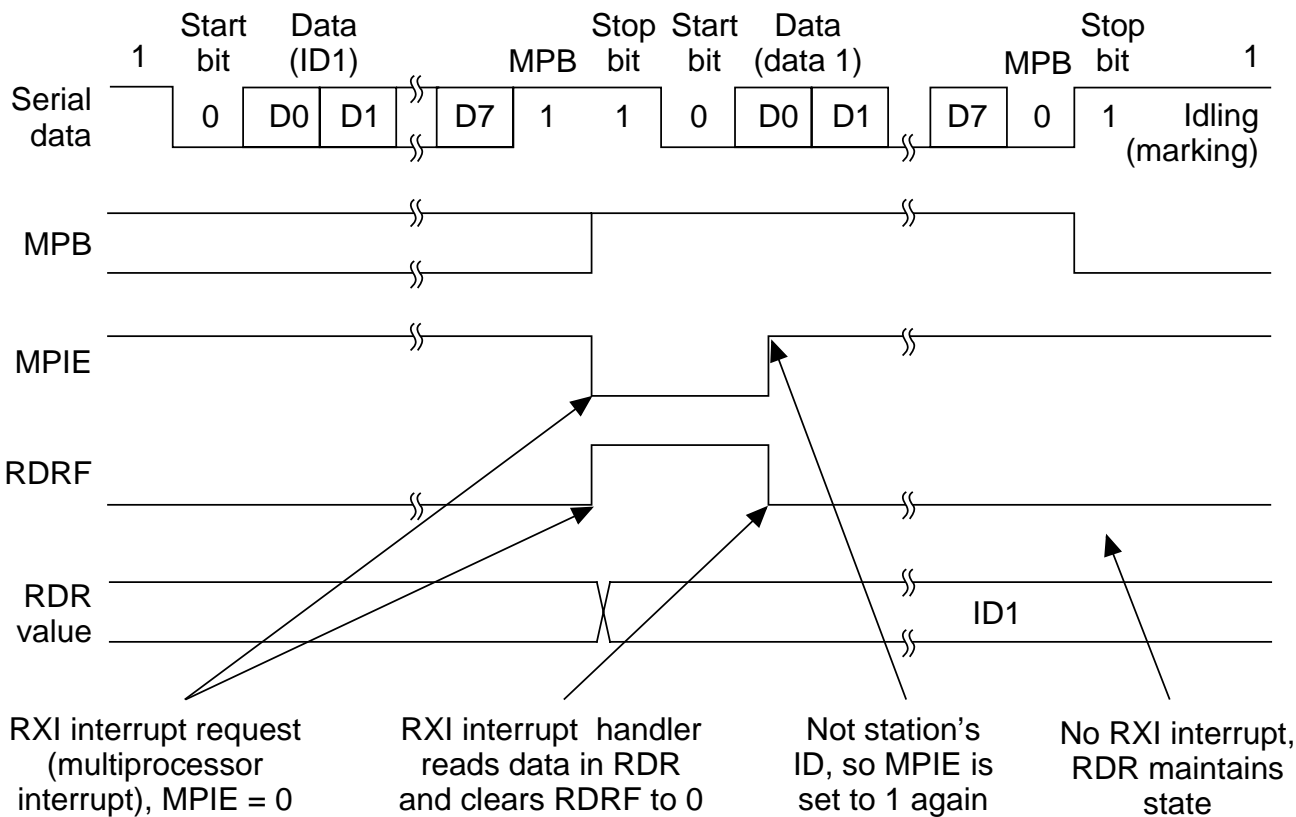 Start Data Stop Start Data Stop
1 bit (ID1) MPB bit bit (data 1) MPB bit 1
Serial data 0 D0 D1 D7 1 1 0 D0 D1 D7 0 1 Idling (marking)
MPB
MPIE
RDRF
RDR value ID1
RXI interrupt request
(multiprocessor
interrupt), MPIE = 0
RXI interrupt handler
reads data in RDR
and clears RDRF to 0
Not station's
ID, so MPIE is
set to 1 again
No RXI interrupt,
RDR maintains
state